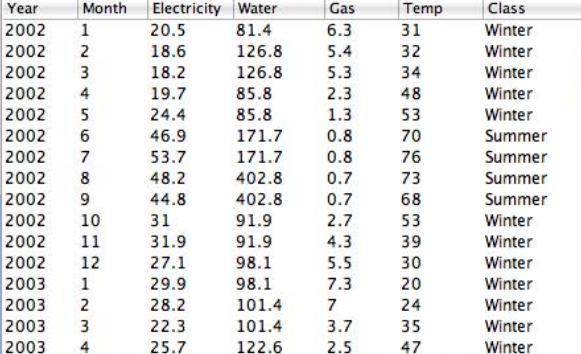 Year Month Electricity Water Gas Temp Class
2002 1 20.5 81.4 6.3 31 Winter
2002 2 18.6 126.8 5.4 32 Winter
2002 3 18.2 126.8 5.3 34 Winter
2002 4 19.7 85.8 2.3 48 Winter
2002 5 24.4 85.8 1.3 53 Winter
2002 6 46.9 171.7 0.8 70 Summer
2002 7 53.7 171.7 0.8 76 Summer
2002 8 48.2 402.8 0.7 73 Summer
2002 9 44.8 402.8 0.7 68 Summer
2002 10 31 91.9 2.7 53 Winter
2002 11 31.9 91.9 4.3 39 Winter
2002 12 27.1 98.1 5.5 30 Winter
2003 1 29.9 98.1 7.3 20 Winter
2003 2 28.2 101.4 7 24 Winter
2003 3 22.3 101.4 3.7 35 Winter
2003 4 25.7 122.6 2.5 47 Winter